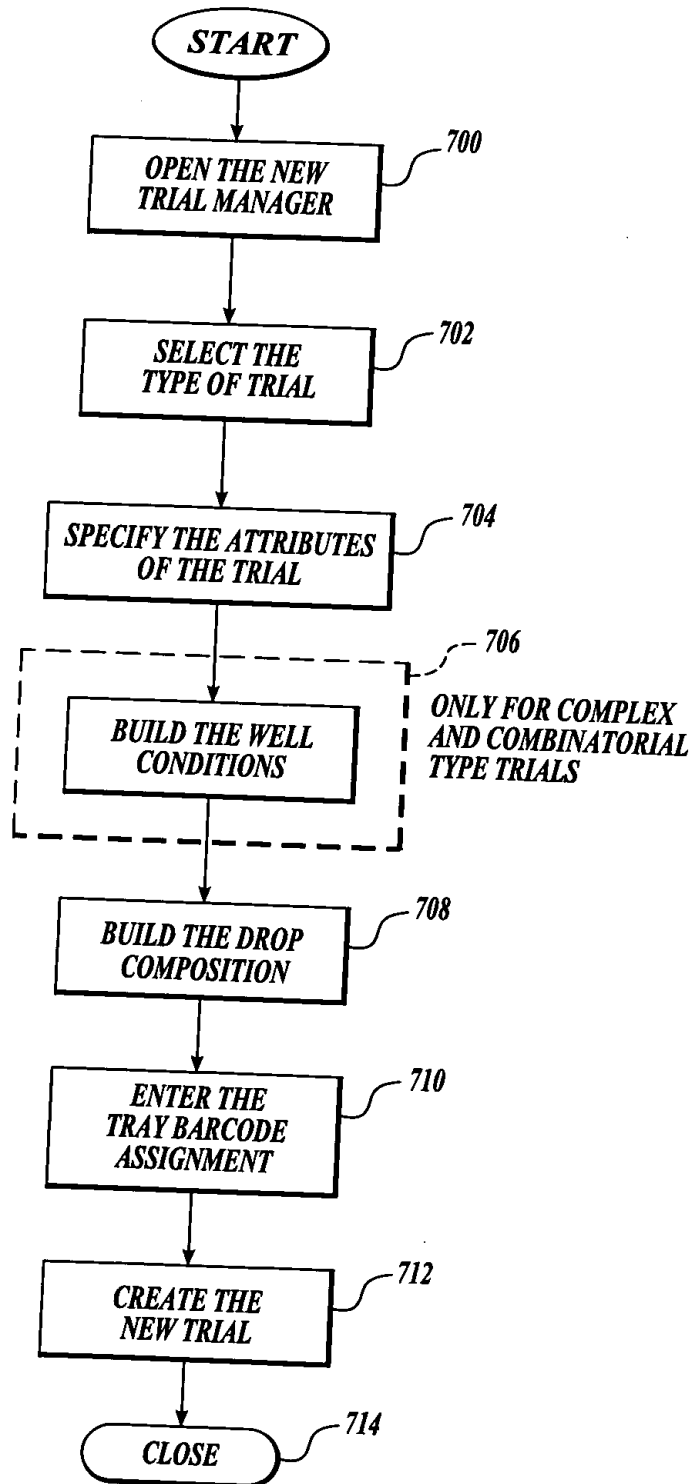 START
700
OPEN THE NEW
TRIAL MANAGER
702
SELECT THE
TYPE OF TRIAL
704
SPECIFY THE ATTRIBUTES
OF THE TRIAL
706
BUILD THE WELL
CONDITIONS
ONLY FOR COMPLEX
AND COMBINATORIAL
TYPE TRIALS
708
BUILD THE DROP
COMPOSITION
710
ENTER THE
TRAY BARCODE
ASSIGNMENT
712
CREATE THE
NEW TRIAL
CLOSE
714